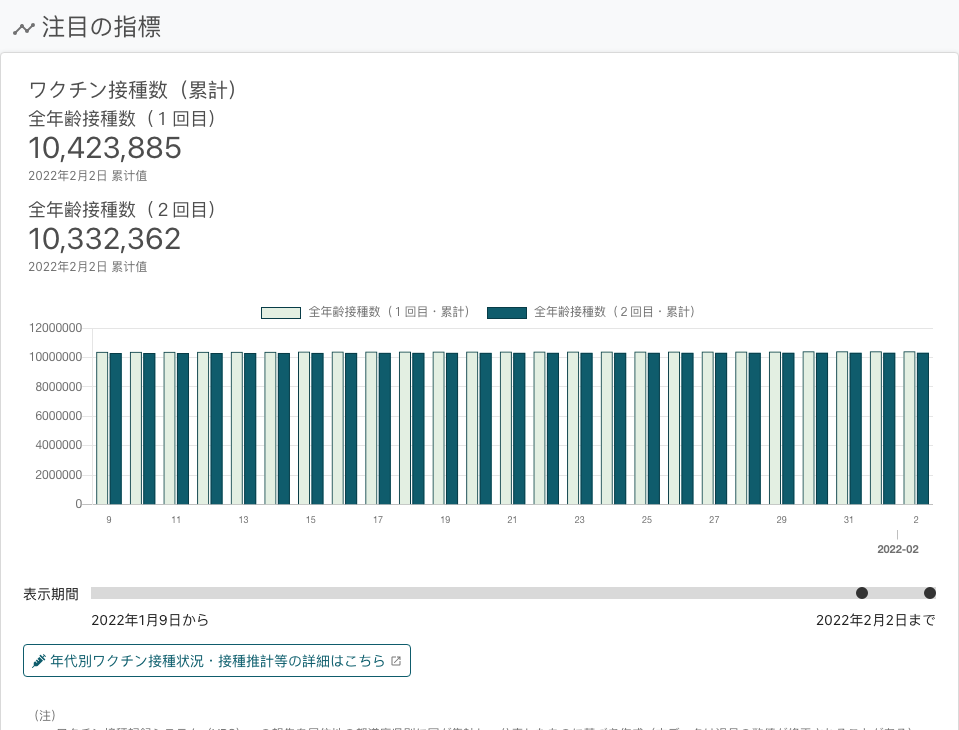 注目の指標
ワクチン接種数（累計）
全年齢接種数（１回目）
10,423,885
2022年2月2日 累计値
全年齢接種数（２回目）
10,332,362
2022年2月2日 累计値
全年齢接種数（１回目・累計） 全年齢接種数（２回目・累計）
12000000
10000000
8000000
6000000
4000000
2000000
0
9 11 13 15 17 19 21 23 25 27 29 31 2
2022-02
表示期間
2022年1月9日から 2022年2月2日まで
年代別ワクチン接種状況・接種推計等の詳細はこちら
（注）